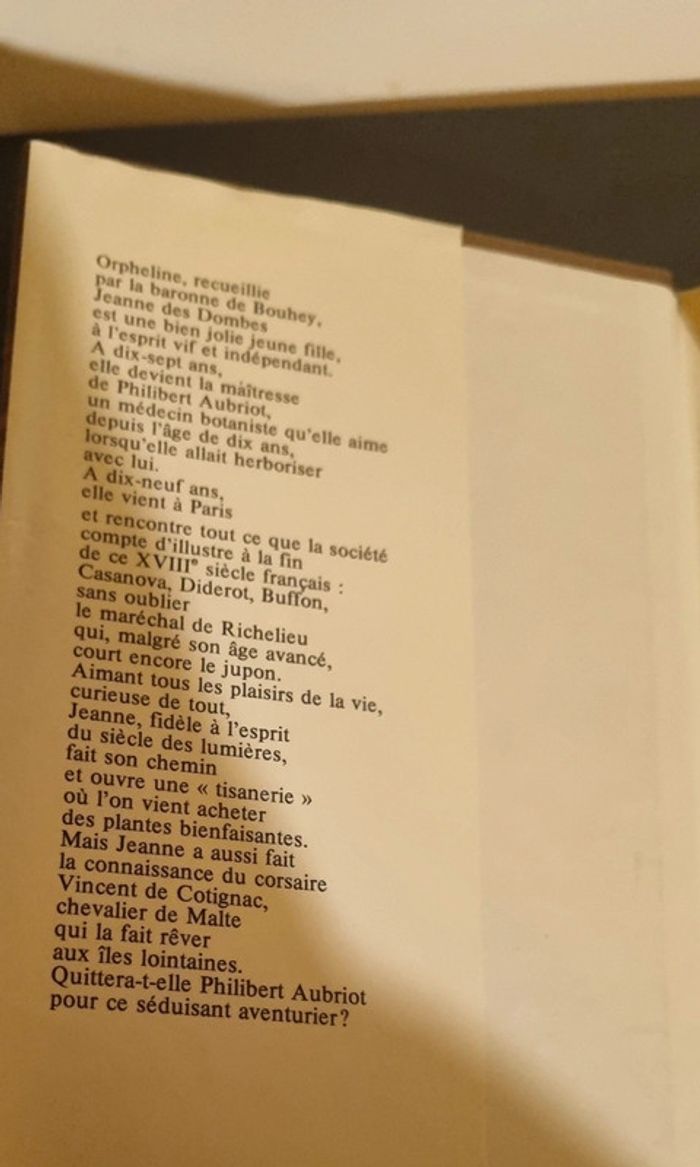 Orpheline, recueillie
par la baronne de Bouhey,
Jeanne des Dombes
est une bien jolie jeune fille,
à l'esprit vif et indépendant.
A dix-sept ans,
elle devient la maîtresse
de Philibert Aubriot,
un médecin botaniste qu'elle aime
depuis l'âge de dix ans,
lorsqu'elle allait herboriser
avec lui.
A dix-neuf ans,
elle vient à Paris
et rencontre tout ce que la société
compte d'illustre à la fin
de ce XVIIIe siècle français :
Casanova, Diderot, Buffon,
sans oublier
le maréchal de Richelieu
qui, malgré son âge avancé,
court encore le jupon.
Aimant tous les plaisirs de la vie,
curieuse de tout,
Jeanne, fidèle à l'esprit
du siècle des lumières,
fait son chemin
et ouvre une « tisanerie »
où l'on vient acheter
des plantes bienfaisantes.
Mais Jeanne a aussi fait
la connaissance du corsaire
Vincent de Cotignac,
chevalier de Malte
qui la fait rêver
aux îles lointaines.
Quittera-t-elle Philibert Aubriot
pour ce séduisant aventurier?